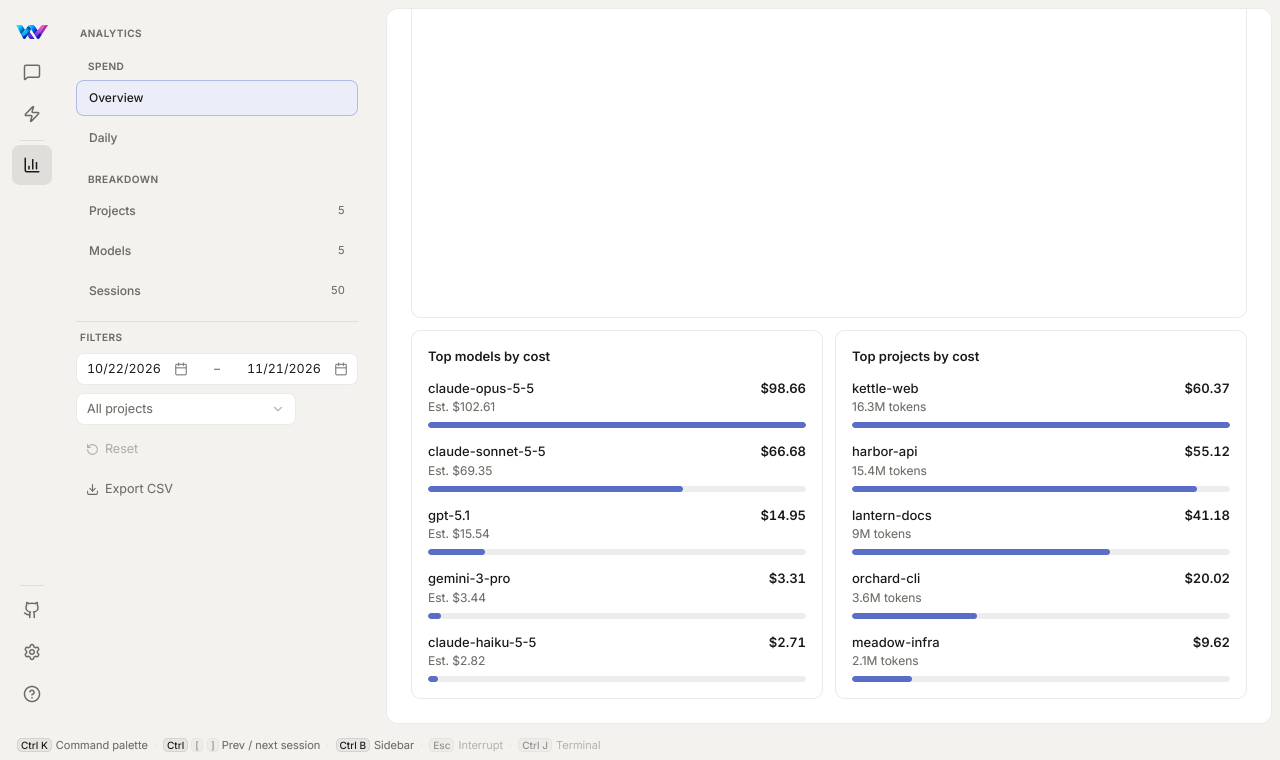 ANALYTICS
SPEND
Overview
Daily
BREAKDOWN
Projects 5
Models 5
Sessions 50
FILTERS
10/22/2026 – 11/21/2026
All projects
Reset
Export CSV
Top models by cost
claude-opus-5-5 $98.66
Est. $102.61
claude-sonnet-5-5 $66.68
Est. $69.35
gpt-5.1 $14.95
Est. $15.54
gemini-3-pro $3.31
Est. $3.44
claude-haiku-5-5 $2.71
Est. $2.82
Top projects by cost
kettle-web $60.37
16.3M tokens
harbor-api $55.12
15.4M tokens
lantern-docs $41.18
9M tokens
orchard-cli $20.02
3.6M tokens
meadow-infra $9.62
2.1M tokens
Ctrl K Command palette · Ctrl [ ] Prev / next session · Ctrl B Sidebar · Esc Interrupt · Ctrl J Terminal